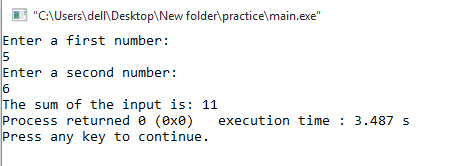 "C:\Users\dell\Desktop\New folder\practice\main.exe"
Enter a first number:
5
Enter a second number:
6
The sum of the input is: 11
Process returned 0 (0x0)   execution time : 3.487 s
Press any key to continue.